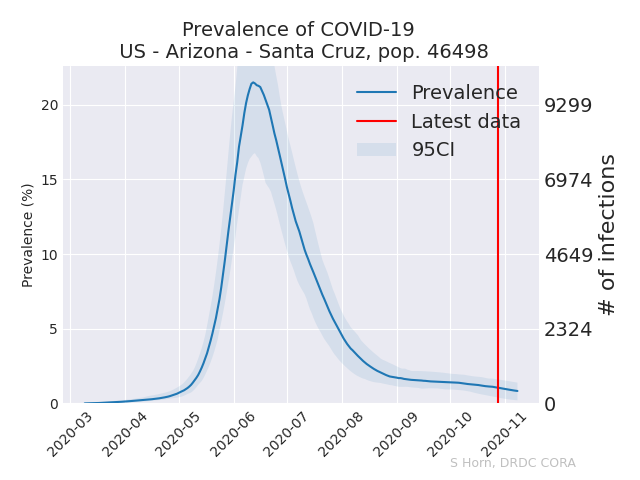 Prevalence of COVID-19
US - Arizona - Santa Cruz, pop. 46498
Prevalence
Latest data
95CI
Prevalence (%)
20
15
10
5
0
9299
6974
4649
2324
0
# of infections
2020-03
2020-04
2020-05
2020-06
2020-07
2020-08
2020-09
2020-10
2020-11
S Horn, DRDC CORA